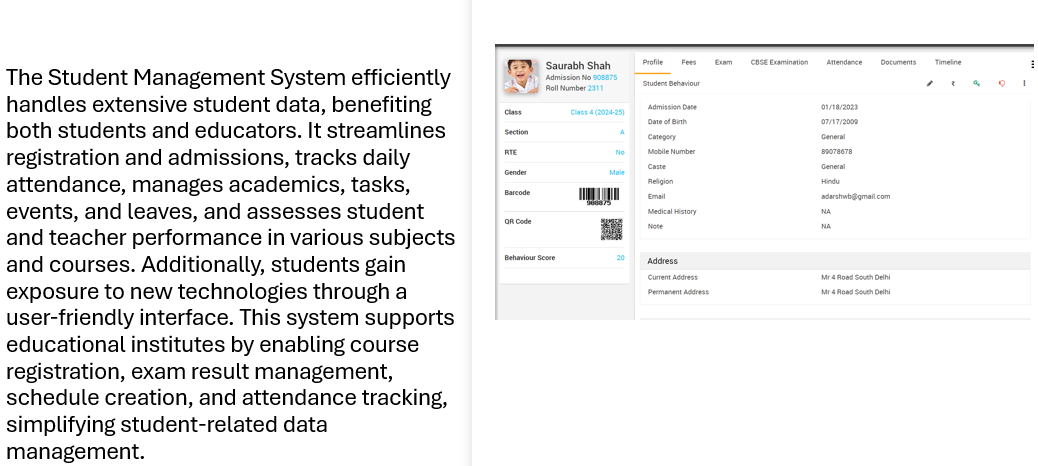 The Student Management System efficiently
handles extensive student data, benefiting
both students and educators. It streamlines
registration and admissions, tracks daily
attendance, manages academics, tasks,
events, and leaves, and assesses student
and teacher performance in various subjects
and courses. Additionally, students gain
exposure to new technologies through a
user-friendly interface. This system supports
educational institutes by enabling course
registration, exam result management,
schedule creation, and attendance tracking,
simplifying student-related data
management.
Saurabh Shah
Admission No 908875
Roll Number 2311
Class Class 4 (2024-25)
Section A
RTE No
Gender Male
Barcode
908875
QR Code
Behaviour Score 20
Profile Fees Exam CBSE Examination Attendance Documents Timeline
Student Behaviour ₹
Admission Date 01/18/2023
Date of Birth 07/17/2009
Category General
Mobile Number 89078678
Caste General
Religion Hindu
Email adarshwb@gmail.com
Medical History NA
Note NA
Address
Current Address Mr 4 Road South Delhi
Permanent Address Mr 4 Road South Delhi